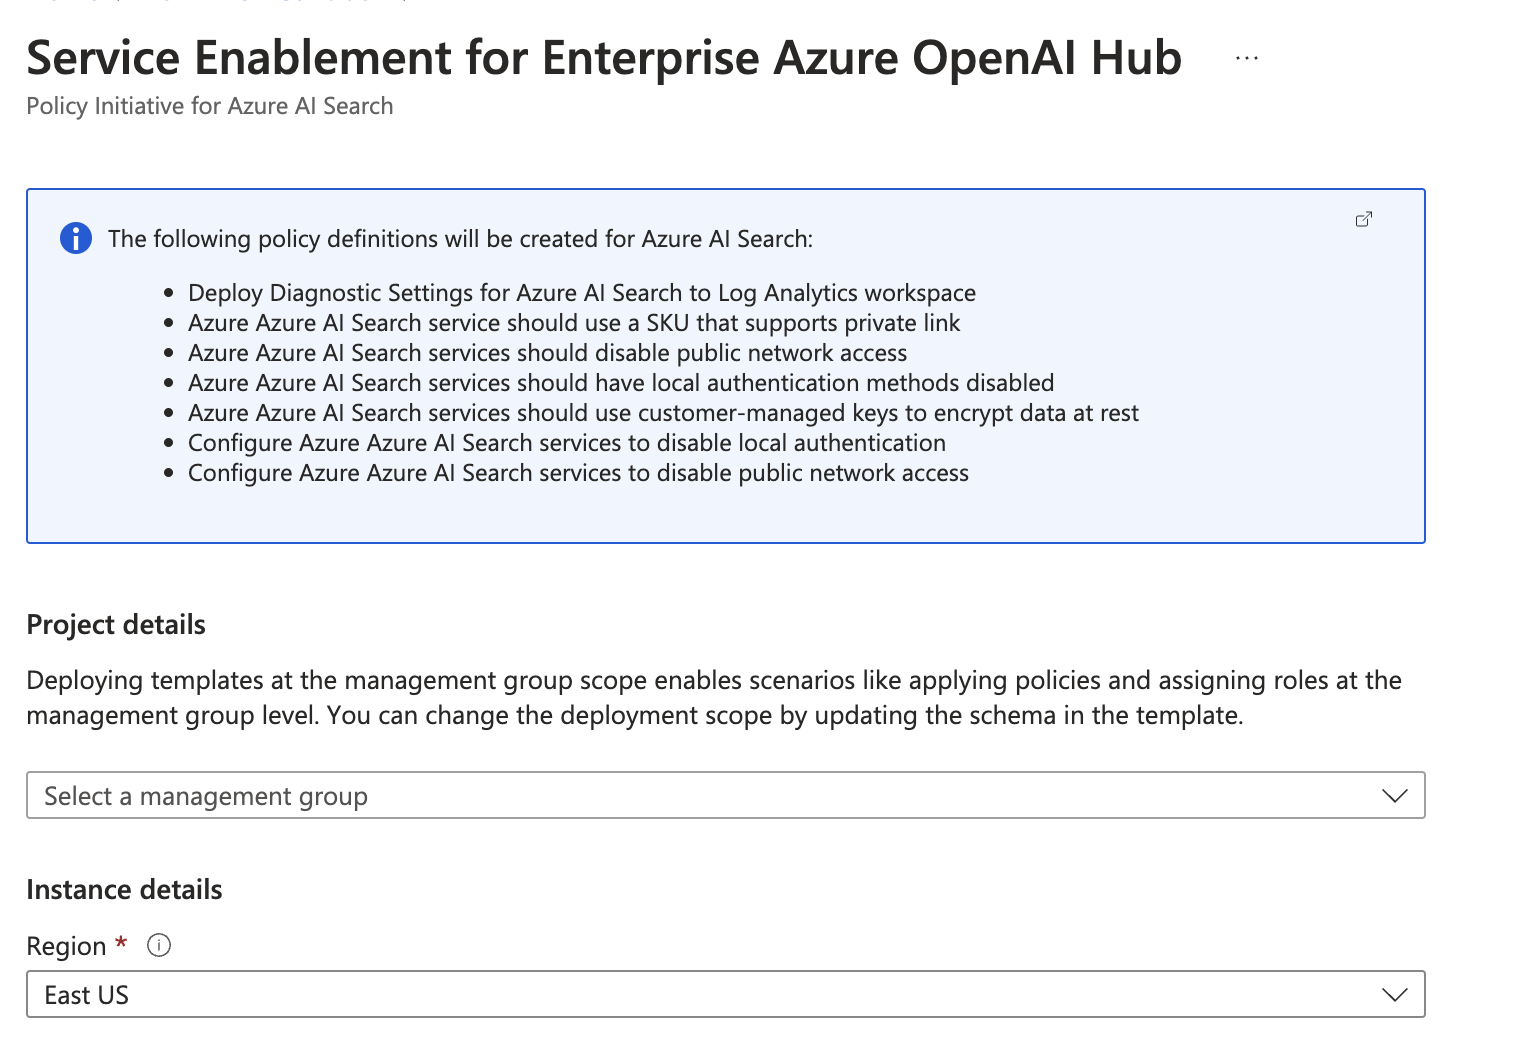 Service Enablement for Enterprise Azure OpenAI Hub ...
Policy Initiative for Azure AI Search
The following policy definitions will be created for Azure AI Search:
• Deploy Diagnostic Settings for Azure AI Search to Log Analytics workspace
• Azure Azure AI Search service should use a SKU that supports private link
• Azure Azure AI Search services should disable public network access
• Azure Azure AI Search services should have local authentication methods disabled
• Azure Azure AI Search services should use customer-managed keys to encrypt data at rest
• Configure Azure Azure AI Search services to disable local authentication
• Configure Azure Azure AI Search services to disable public network access
Project details
Deploying templates at the management group scope enables scenarios like applying policies and assigning roles at the
management group level. You can change the deployment scope by updating the schema in the template.
Select a management group
Instance details
Region *
East US